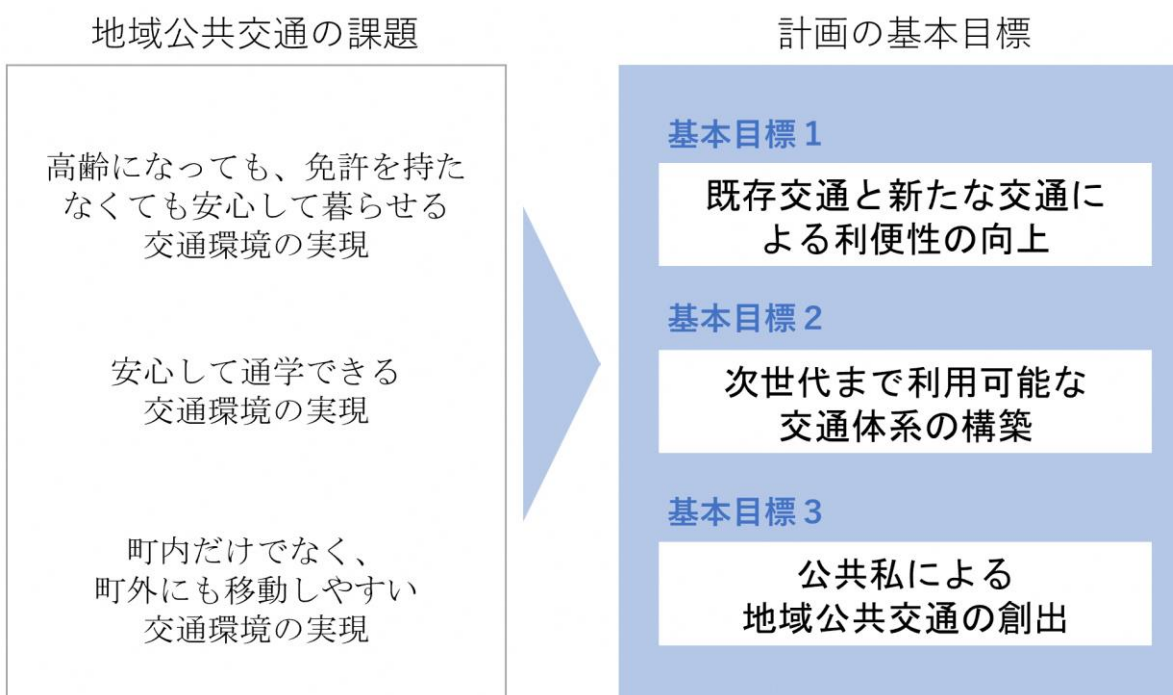 地域公共交通の課題
高齢になっても、免許を持た
なくても安心して暮らせる
交通環境の実現
安心して通学できる
交通環境の実現
町内だけでなく、
町外にも移動しやすい
交通環境の実現
計画の基本目標
基本目標1
既存交通と新たな交通に
よる利便性の向上
基本目標2
次世代まで利用可能な
交通体系の構築
基本目標3
公共私による
地域公共交通の創出